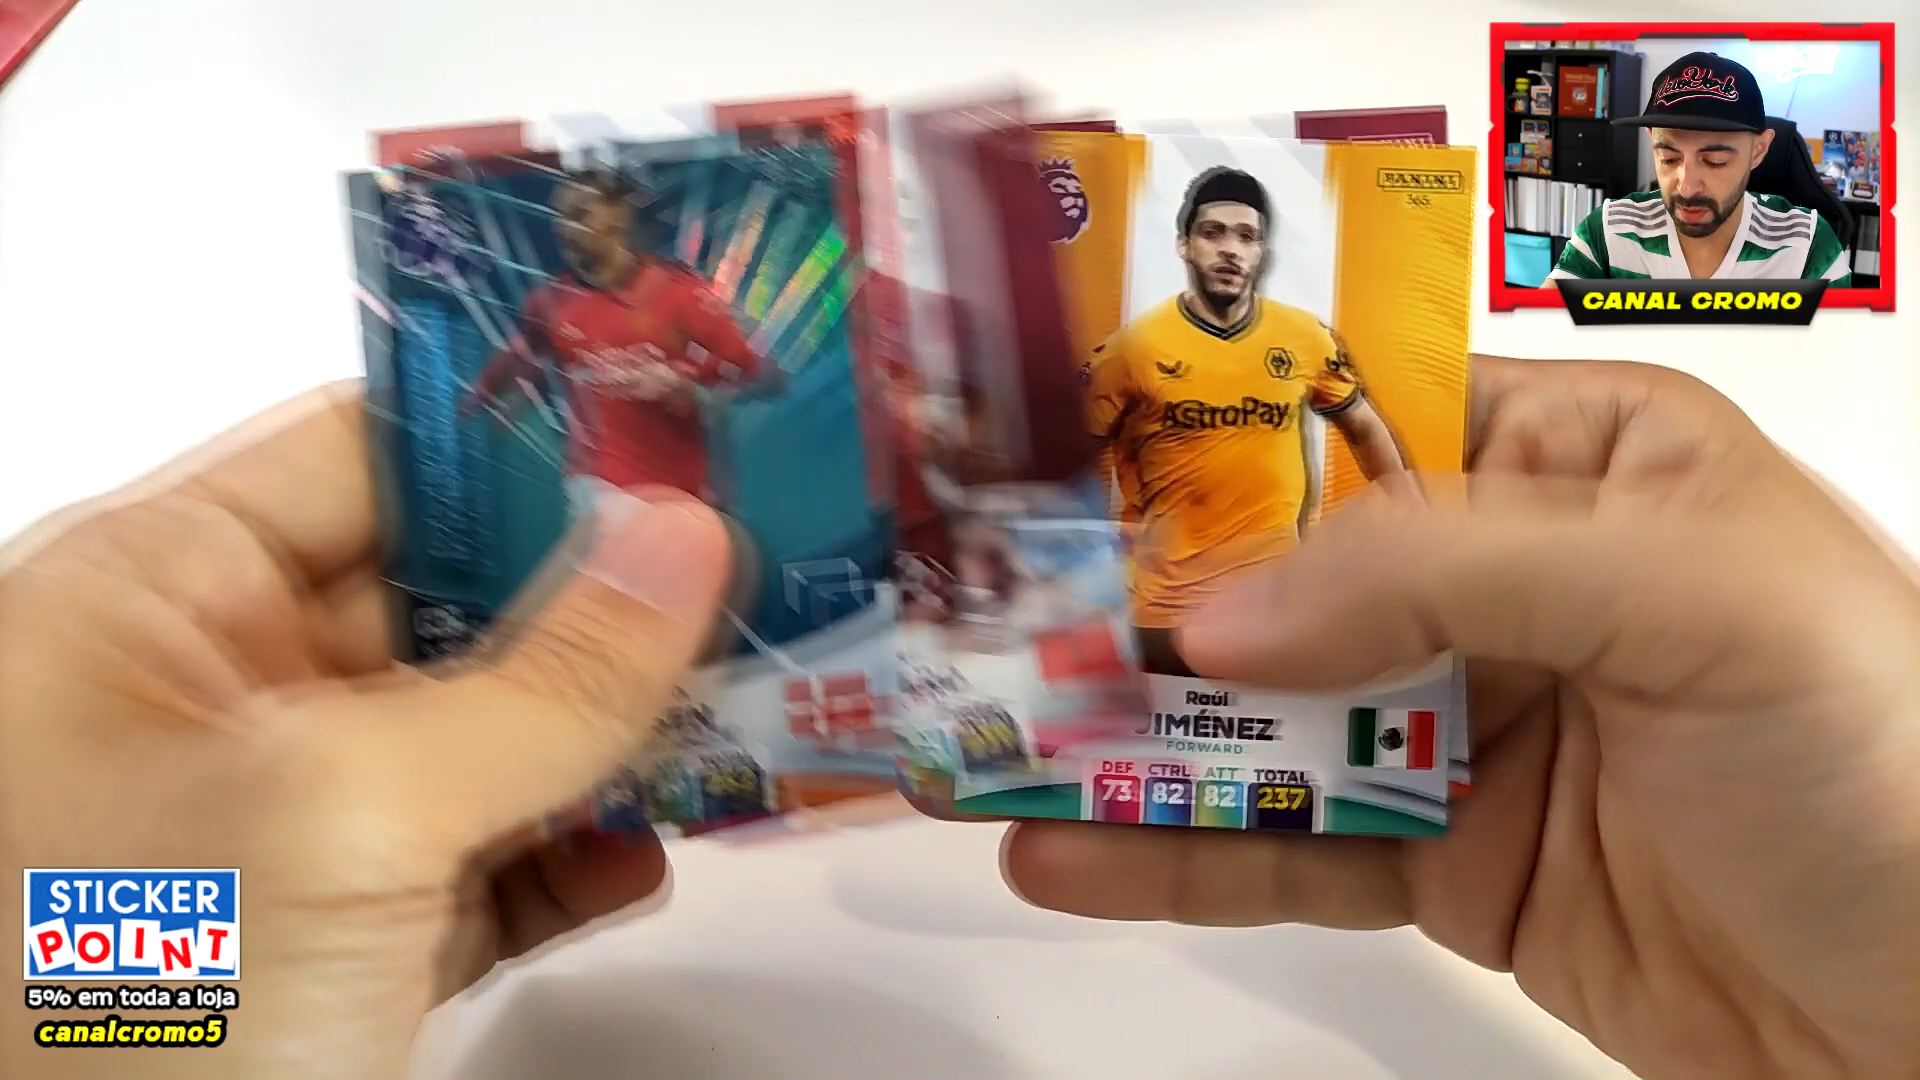 PANINI
365
AstroPay
Raúl
JIMÉNEZ
FORWARD
DEF CTRL ATT TOTAL
73 82 82 237
CANAL CROMO
STICKER
POINT
5% em toda a loja
canalcromo5